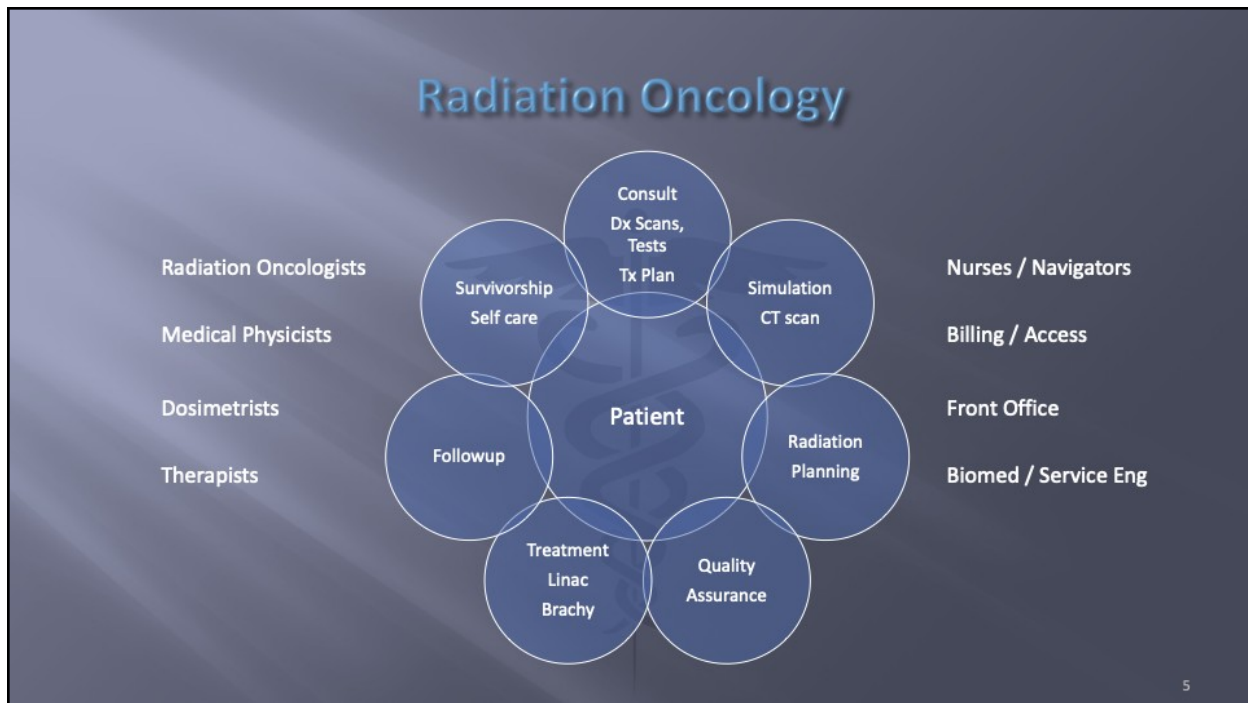 Radiation Oncology
Consult
Dx Scans,
Tests
Tx Plan
Simulation
CT scan
Radiation
Planning
Quality
Assurance
Treatment
Linac
Brachy
Followup
Survivorship
Self care
Patient
Radiation Oncologists
Medical Physicists
Dosimetrists
Therapists
Nurses / Navigators
Billing / Access
Front Office
Biomed / Service Eng
5